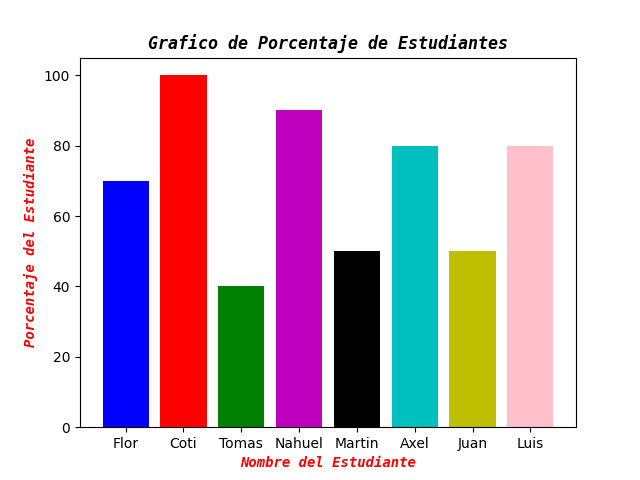 Grafico de Porcentaje de Estudiantes
Porcentaje del Estudiante
100
80
60
40
20
0
Flor Coti Tomas Nahuel Martin Axel Juan Luis
Nombre del Estudiante